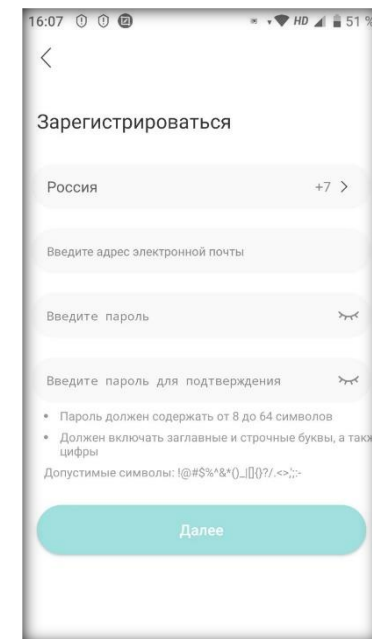 16:07 HD 51 %
Зарегистрироваться
Россия +7
Введите адрес электронной почты
Введите пароль
Введите пароль для подтверждения
• Пароль должен содержать от 8 до 64 символов
• Должен включать заглавные и строчные буквы, а такж
цифры
Допустимые символы: !@#$%^&*()_|[]{}?/.<>,';:-
Далее